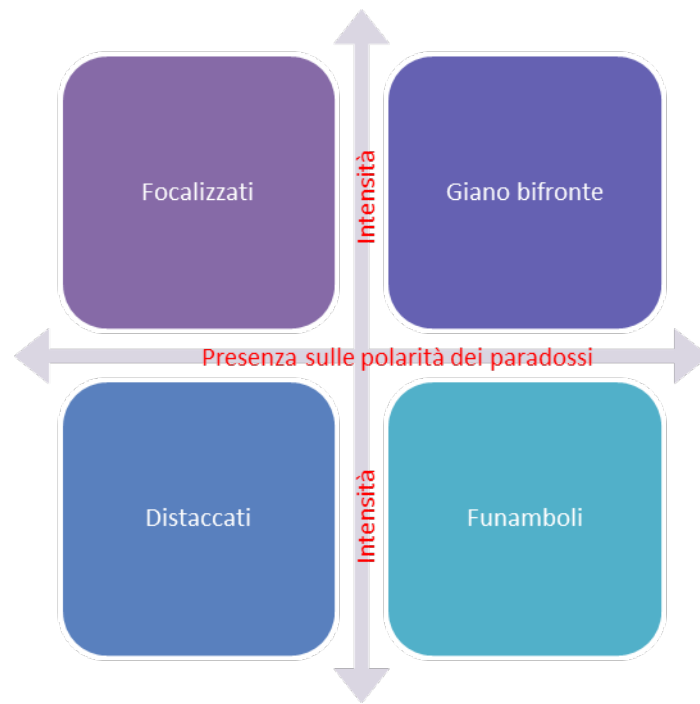 Focalizzati
Intensità
Giano bifronte
Presenza sulle polarità dei paradossi
Distaccati
Intensità
Funamboli